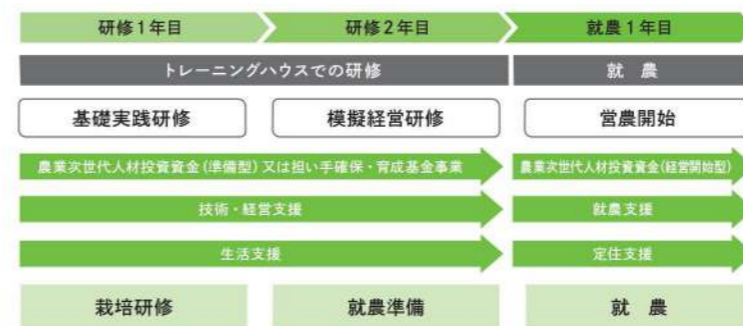 研修1年目
研修2年目
就農1年目
トレーニングハウスでの研修
就　農
基礎実践研修
模擬経営研修
営農開始
農業次世代人材投資資金(準備型)又は担い手確保・育成基金事業
農業次世代人材投資資金(経営開始型)
技術・経営支援
就農支援
生活支援
定住支援
栽培研修
就農準備
就　農